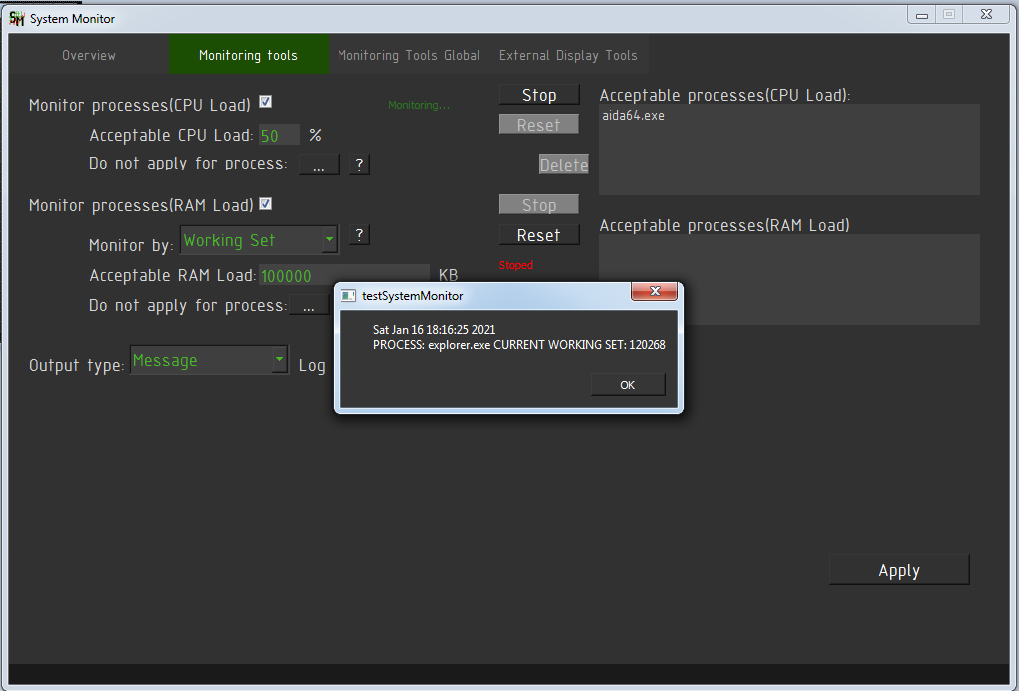 System Monitor
Overview
Monitoring tools
Monitoring Tools Global
External Display Tools
Monitor processes(CPU Load)
Monitoring...
Stop
Acceptable processes(CPU Load):
aida64.exe
Acceptable CPU Load: 50 %
Reset
Do not apply for process: ... ?
Delete
Monitor processes(RAM Load)
Stop
Monitor by: Working Set ?
Reset
Acceptable processes(RAM Load)
Acceptable RAM Load: 100000 KB
Stoped
Do not apply for process: ...
testSystemMonitor
Sat Jan 16 18:16:25 2021
PROCESS: explorer.exe CURRENT WORKING SET: 120268
OK
Output type: Message Log
Apply